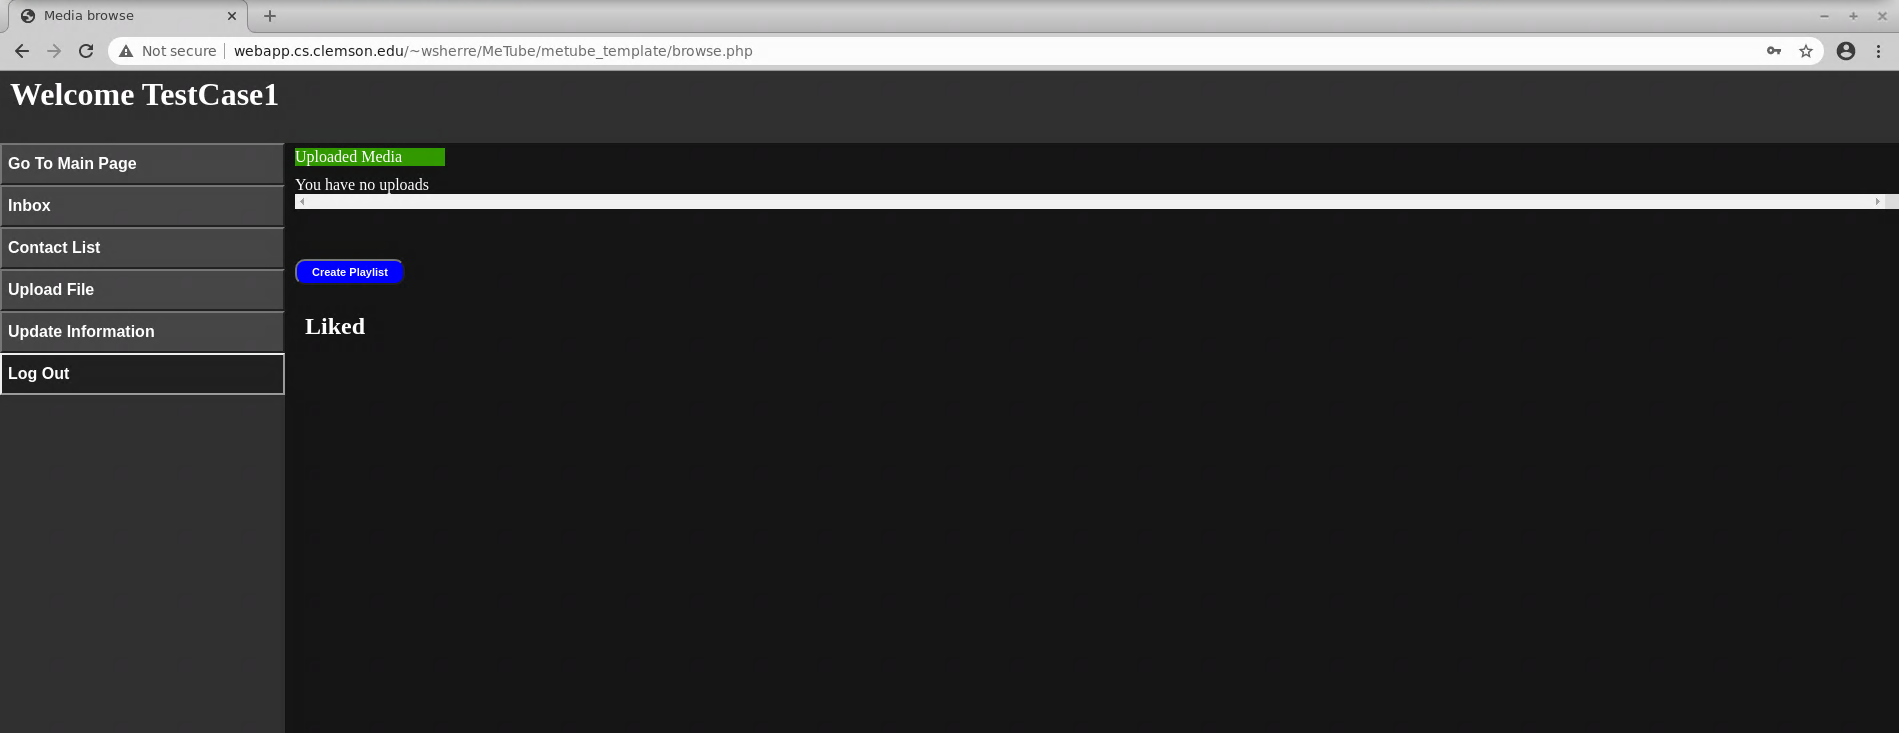 Media browse
Not secure webapp.cs.clemson.edu/~wsherre/MeTube/metube_template/browse.php
Welcome TestCase1
Go To Main Page
Inbox
Contact List
Upload File
Update Information
Log Out
Uploaded Media
You have no uploads
Create Playlist
Liked